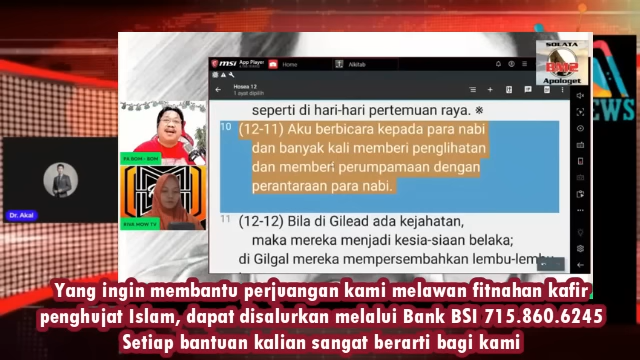 SOLATA
Apologet
msi App Player
Home
Alkitab
Hosea 12
1 ayat dipilih
seperti di hari-hari pertemuan raya. ※
10 (12-11) Aku berbicara kepada para nabi
dan banyak kali memberi penglihatan
dan memberi perumpamaan dengan
perantaraan para nabi.
11 (12-12) Bila di Gilead ada kejahatan,
maka mereka menjadi kesia-siaan belaka;
di Gilgal mereka mempersembahkan lembu-lembu
NEWS
Dr. Akal
Yang ingin membantu perjuangan kami melawan fitnahan kafir
penghujat Islam, dapat disalurkan melalui Bank BSI 715.860.6245
Setiap bantuan kalian sangat berarti bagi kami